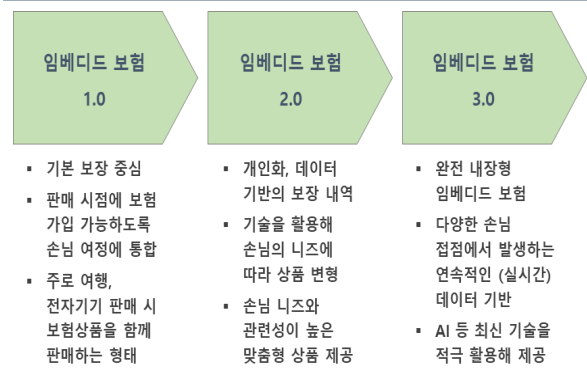 임베디드 보험
1.0
▪ 기본 보장 중심
▪ 판매 시점에 보험
가입 가능하도록
손님 여정에 통합
▪ 주로 여행,
전자기기 판매 시
보험상품을 함께
판매하는 형태
임베디드 보험
2.0
▪ 개인화, 데이터
기반의 보장 내역
▪ 기술을 활용해
손님의 니즈에
따라 상품 변형
▪ 손님 니즈와
관련성이 높은
맞춤형 상품 제공
임베디드 보험
3.0
▪ 완전 내장형
임베디드 보험
▪ 다양한 손님
접점에서 발생하는
연속적인 (실시간)
데이터 기반
▪ AI 등 최신 기술을
적극 활용해 제공